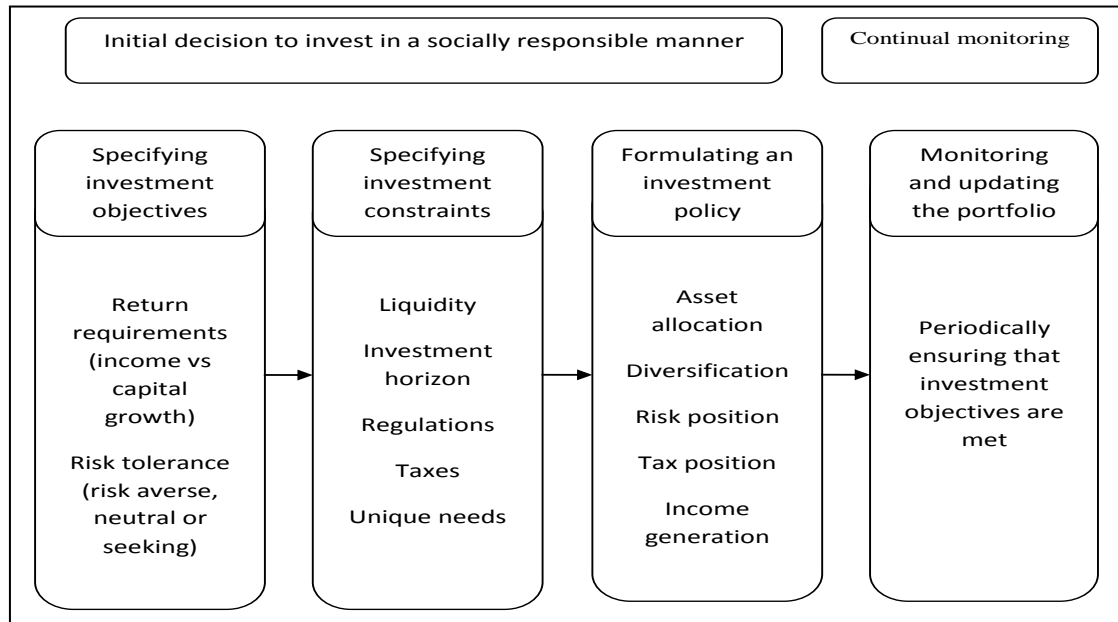 Initial decision to invest in a socially responsible manner
Continual monitoring
Specifying
investment
objectives
Return
requirements
(income vs
capital
growth)
Risk tolerance
(risk averse,
neutral or
seeking)
Specifying
investment
constraints
Liquidity
Investment
horizon
Regulations
Taxes
Unique needs
Formulating an
investment
policy
Asset
allocation
Diversification
Risk position
Tax position
Income
generation
Monitoring
and updating
the portfolio
Periodically
ensuring that
investment
objectives are
met